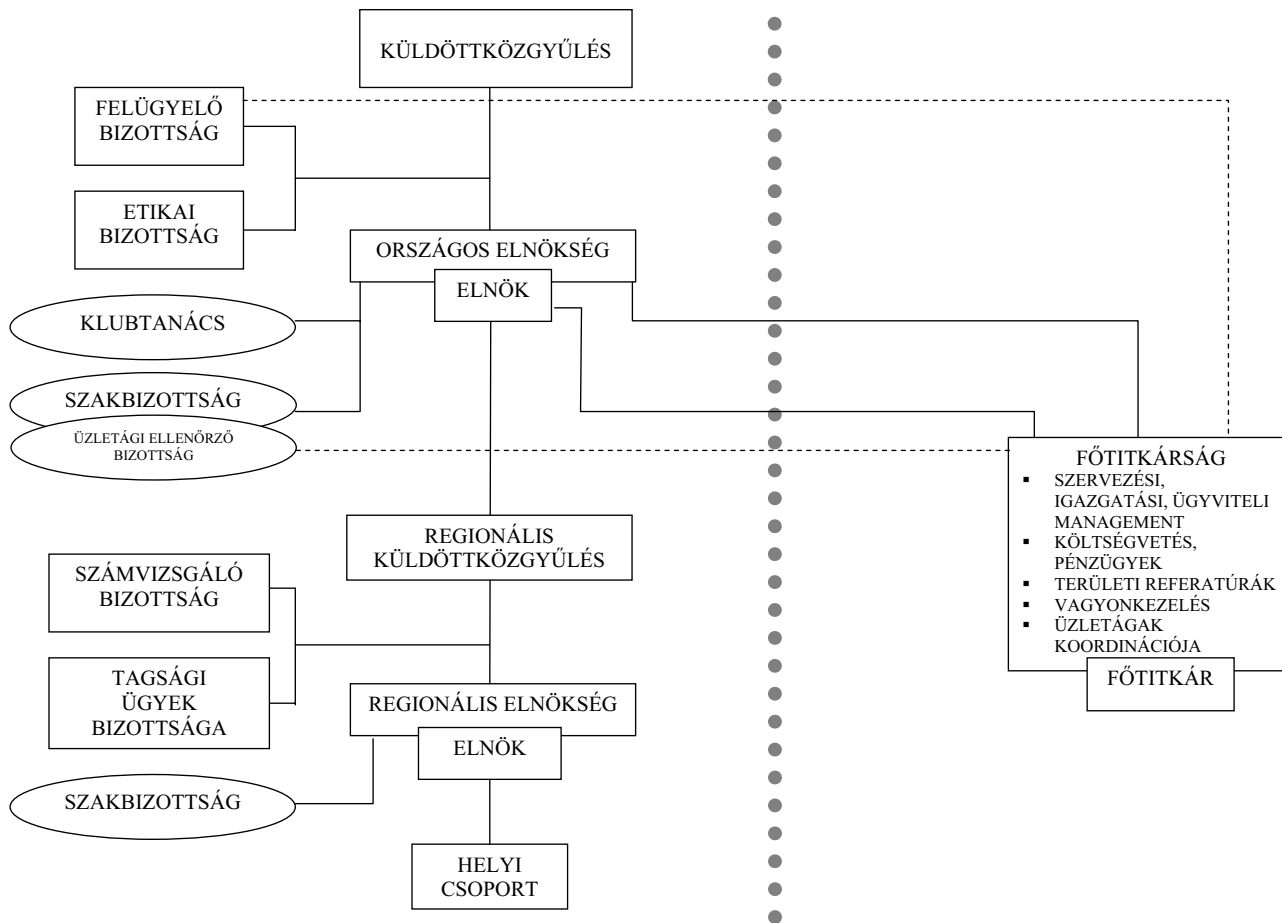 KÜLDÖTTKÖZGYŰLÉS
FELÜGYELŐ
BIZOTTSÁG
ETIKAI
BIZOTTSÁG
ORSZÁGOS ELNÖKSÉG
ELNÖK
KLUBTANÁCS
SZAKBIZOTTSÁG
ÜZLETÁGI ELLENŐRZŐ
BIZOTTSÁG
FŐTITKÁRSÁG
▪ SZERVEZÉSI,
IGAZGATÁSI, ÜGYVITELI
MANAGEMENT
▪ KÖLTSÉGVETÉS,
PÉNZÜGYEK
▪ TERÜLETI REFERATÚRÁK
▪ VAGYONKEZELÉS
▪ ÜZLETÁGAK
KOORDINÁCIÓJA
FŐTITKÁR
REGIONÁLIS
KÜLDÖTTKÖZGYŰLÉS
SZÁMVIZSGÁLÓ
BIZOTTSÁG
TAGSÁGI
ÜGYEK
BIZOTTSÁGA
REGIONÁLIS ELNÖKSÉG
ELNÖK
SZAKBIZOTTSÁG
HELYI
CSOPORT